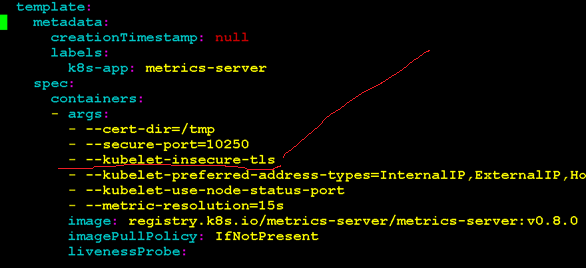 template:
metadata:
creationTimestamp: null
labels:
k8s-app: metrics-server
spec:
containers:
- args:
- --cert-dir=/tmp
- --secure-port=10250
- --kubelet-insecure-tls
- --kubelet-preferred-address-types=InternalIP,ExternalIP,Ho
- --kubelet-use-node-status-port
- --metric-resolution=15s
image: registry.k8s.io/metrics-server/metrics-server:v0.8.0
imagePullPolicy: IfNotPresent
livenessProbe: